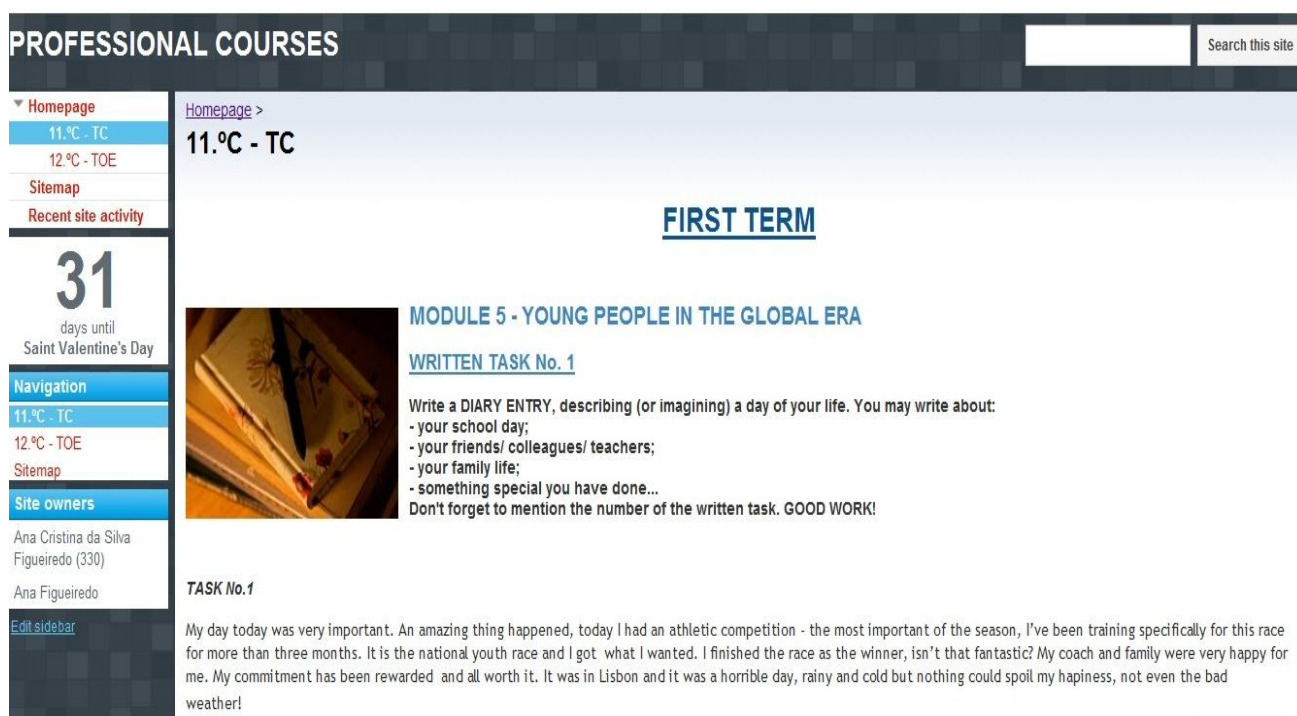 PROFESSIONAL COURSES
Search this site
Homepage
11.ºC - TC
12.ºC - TOE
Sitemap
Recent site activity
31
days until
Saint Valentine's Day
Navigation
11.ºC - TC
12.ºC - TOE
Sitemap
Site owners
Ana Cristina da Silva
Figueiredo (330)
Ana Figueiredo
Edit sidebar
Homepage >
11.ºC - TC
FIRST TERM
MODULE 5 - YOUNG PEOPLE IN THE GLOBAL ERA
WRITTEN TASK No. 1
Write a DIARY ENTRY, describing (or imagining) a day of your life. You may write about:
- your school day;
- your friends/ colleagues/ teachers;
- your family life;
- something special you have done...
Don't forget to mention the number of the written task. GOOD WORK!
TASK No.1
My day today was very important. An amazing thing happened, today I had an athletic competition - the most important of the season, I've been training specifically for this race
for more than three months. It is the national youth race and I got what I wanted. I finished the race as the winner, isn't that fantastic? My coach and family were very happy for
me. My commitment has been rewarded and all worth it. It was in Lisbon and it was a horrible day, rainy and cold but nothing could spoil my hapiness, not even the bad
weather!